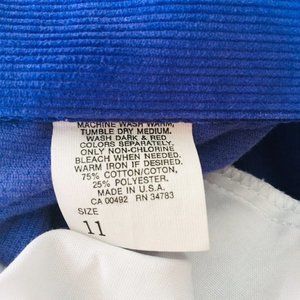 MACHINE WASH WARM,
TUMBLE DRY MEDIUM.
WASH DARK & RED
COLORS SEPARATELY.
ONLY NON-CHLORINE
BLEACH WHEN NEEDED.
WARM IRON IF DESIRED.
75% COTTON/COTON,
25% POLYESTER.
MADE IN U.S.A.
CA 00492 RN 34783
SIZE
11